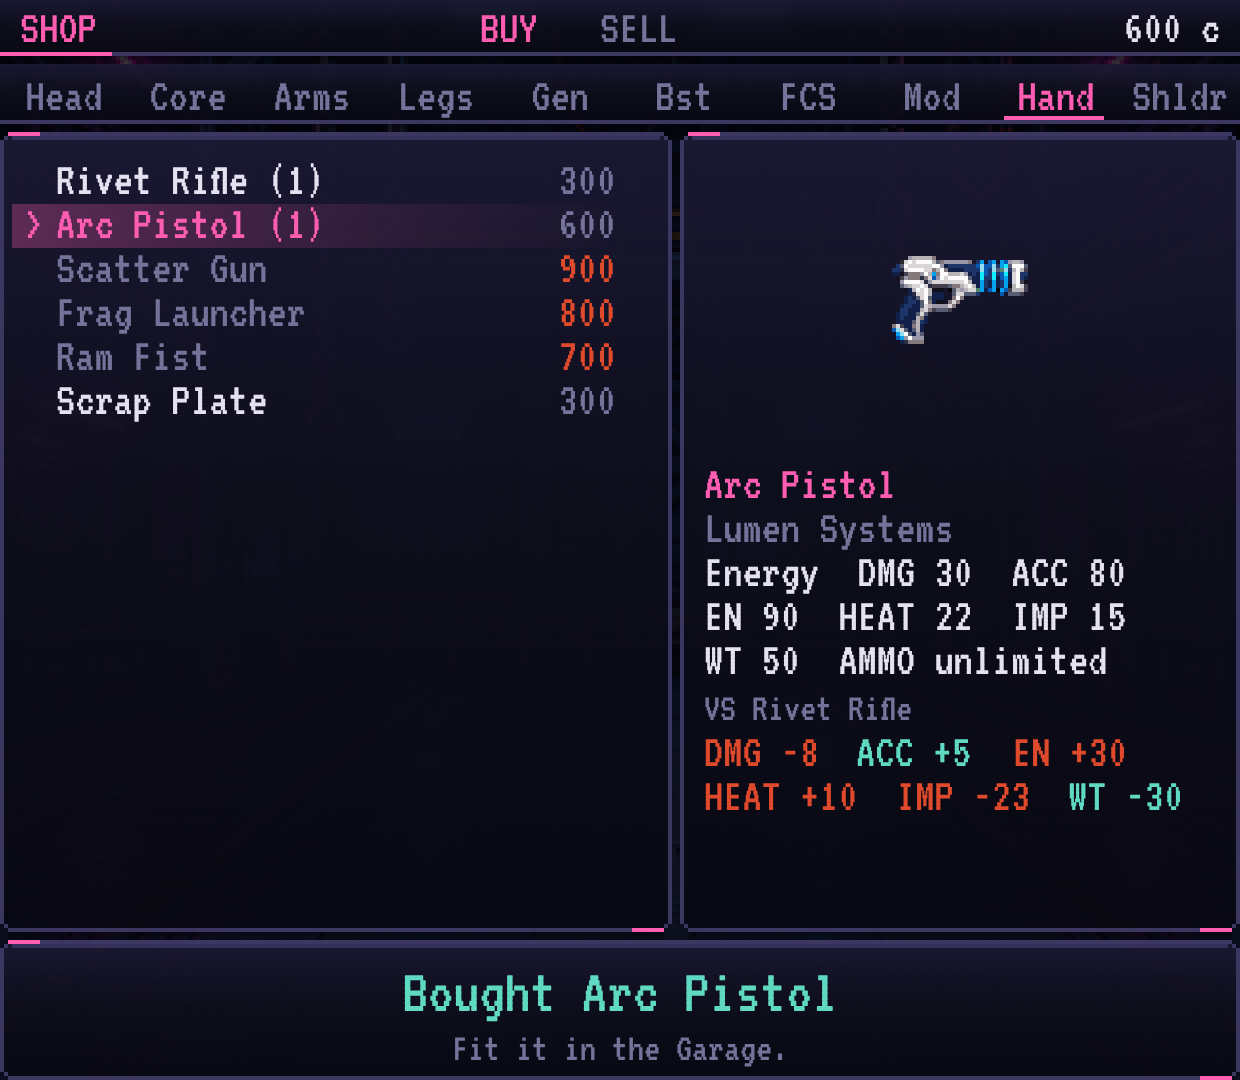 SHOP BUY SELL 600 c
Head Core Arms Legs Gen Bst FCS Mod Hand Shldr
Rivet Rifle (1) 300
> Arc Pistol (1) 600
Scatter Gun 900
Frag Launcher 800
Ram Fist 700
Scrap Plate 300
Arc Pistol
Lumen Systems
Energy DMG 30 ACC 80
EN 90 HEAT 22 IMP 15
WT 50 AMMO unlimited
VS Rivet Rifle
DMG -8 ACC +5 EN +30
HEAT +10 IMP -23 WT -30
Bought Arc Pistol
Fit it in the Garage.